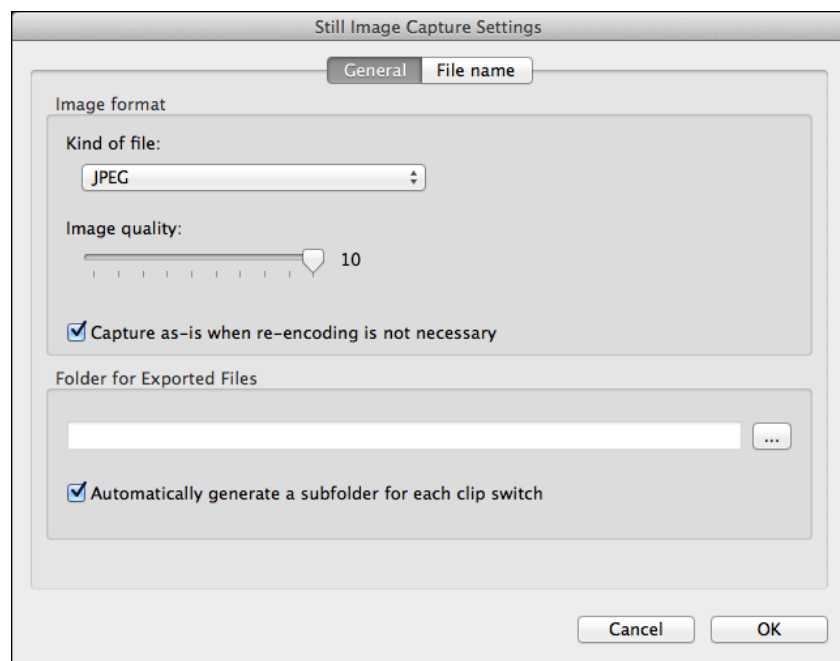 Still Image Capture Settings
General File name
Image format
Kind of file:
JPEG
Image quality:
10
Capture as-is when re-encoding is not necessary
Folder for Exported Files
...
Automatically generate a subfolder for each clip switch
Cancel OK